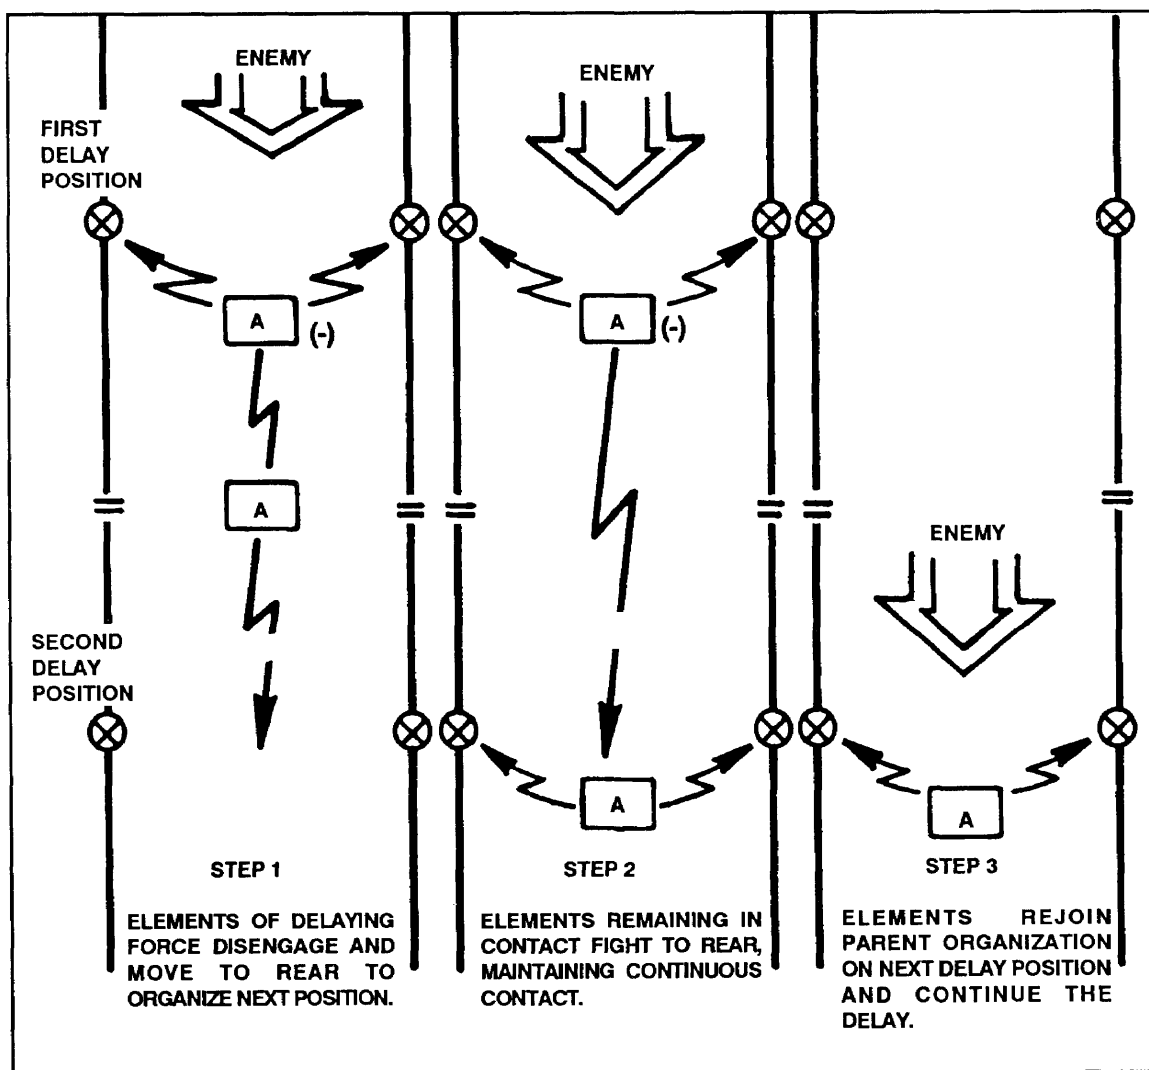 ENEMY
FIRST
DELAY
POSITION
A
(-)
A
SECOND
DELAY
POSITION
STEP 1
ELEMENTS OF DELAYING
FORCE DISENGAGE AND
MOVE TO REAR TO
ORGANIZE NEXT POSITION.
ENEMY
A
(-)
A
STEP 2
ELEMENTS REMAINING IN
CONTACT FIGHT TO REAR,
MAINTAINING CONTINUOUS
CONTACT.
ENEMY
A
STEP 3
ELEMENTS REJOIN
PARENT ORGANIZATION
ON NEXT DELAY POSITION
AND CONTINUE THE
DELAY.